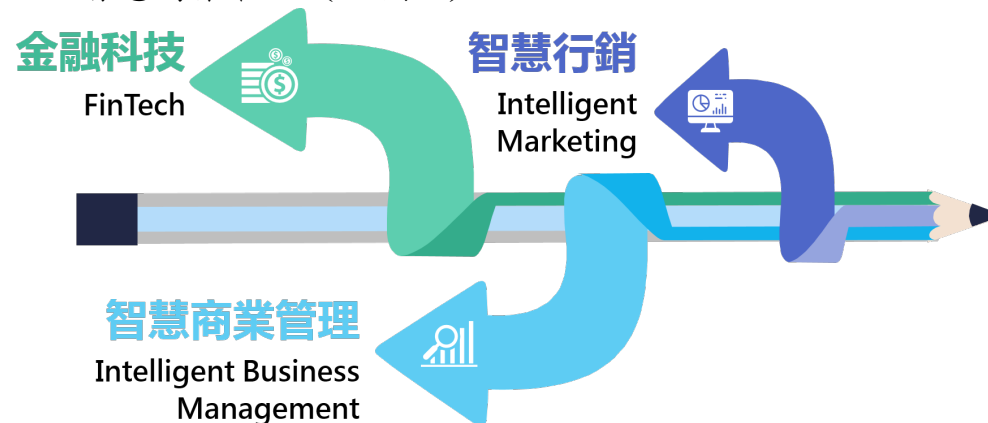 金融科技
FinTech
智慧行銷
Intelligent
Marketing
智慧商業管理
Intelligent Business
Management